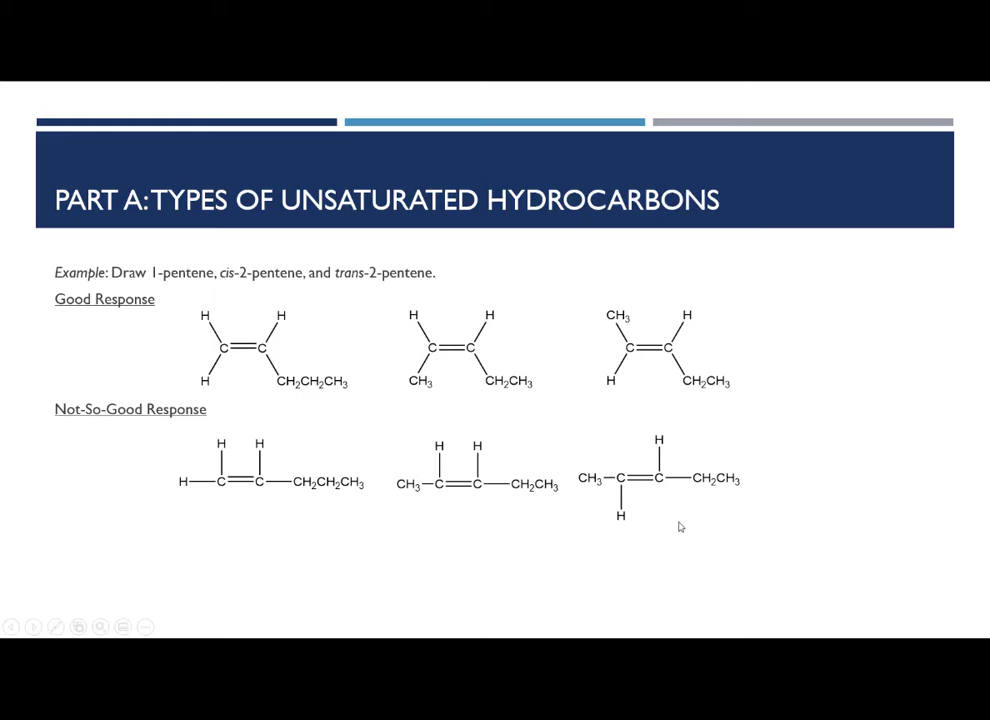 PART A: TYPES OF UNSATURATED HYDROCARBONS
Example: Draw 1-pentene, cis-2-pentene, and trans-2-pentene.
Good Response
H H H H CH₃ H
C C C C C C
H CH₂CH₂CH₃ CH₃ CH₂CH₃ H CH₂CH₃
Not-So-Good Response
H H H H H
H C C CH₂CH₂CH₃ CH₃ C C CH₂CH₃ CH₃ C C CH₂CH₃
H